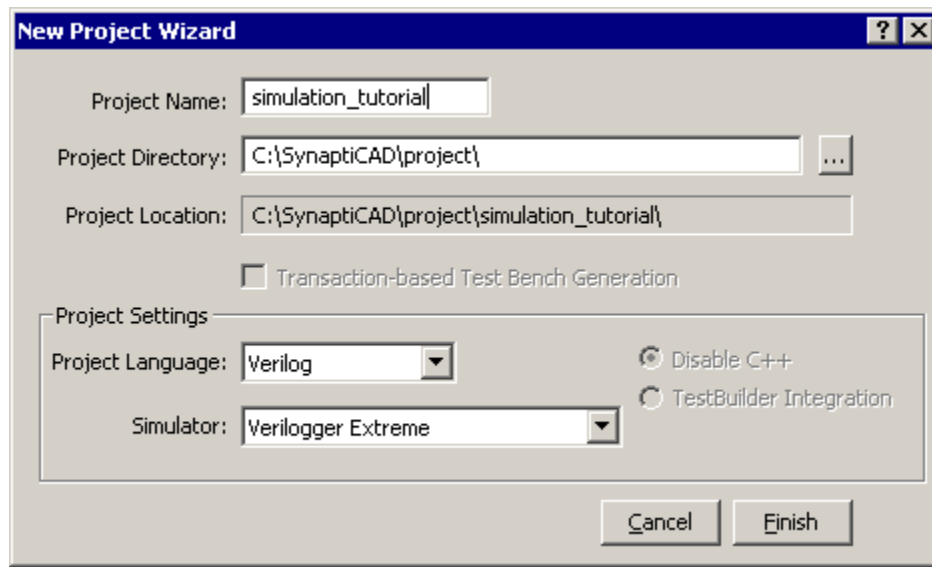 New Project Wizard
Project Name: simulation_tutorial
Project Directory: C:\SynaptiCAD\project\ ...
Project Location: C:\SynaptiCAD\project\simulation_tutorial\
Transaction-based Test Bench Generation
Project Settings
Project Language: Verilog Disable C++
TestBuilder Integration
Simulator: Verilogger Extreme
Cancel Finish